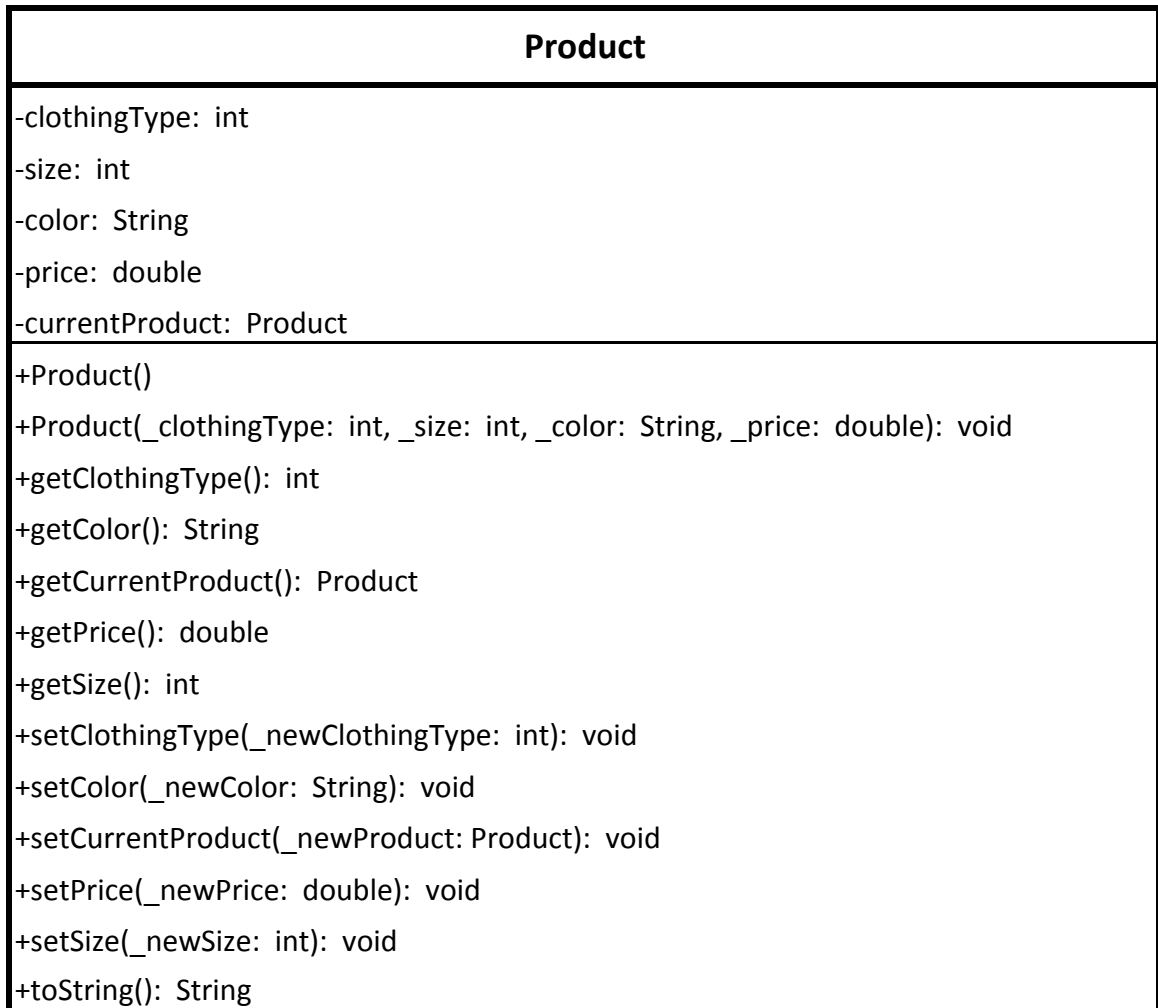 Product
-clothingType: int
-size: int
-color: String
-price: double
-currentProduct: Product
+Product()
+Product(_clothingType: int, _size: int, _color: String, _price: double): void
+getClothingType(): int
+getColor(): String
+getCurrentProduct(): Product
+getPrice(): double
+getSize(): int
+setClothingType(_newClothingType: int): void
+setColor(_newColor: String): void
+setCurrentProduct(_newProduct: Product): void
+setPrice(_newPrice: double): void
+setSize(_newSize: int): void
+toString(): String